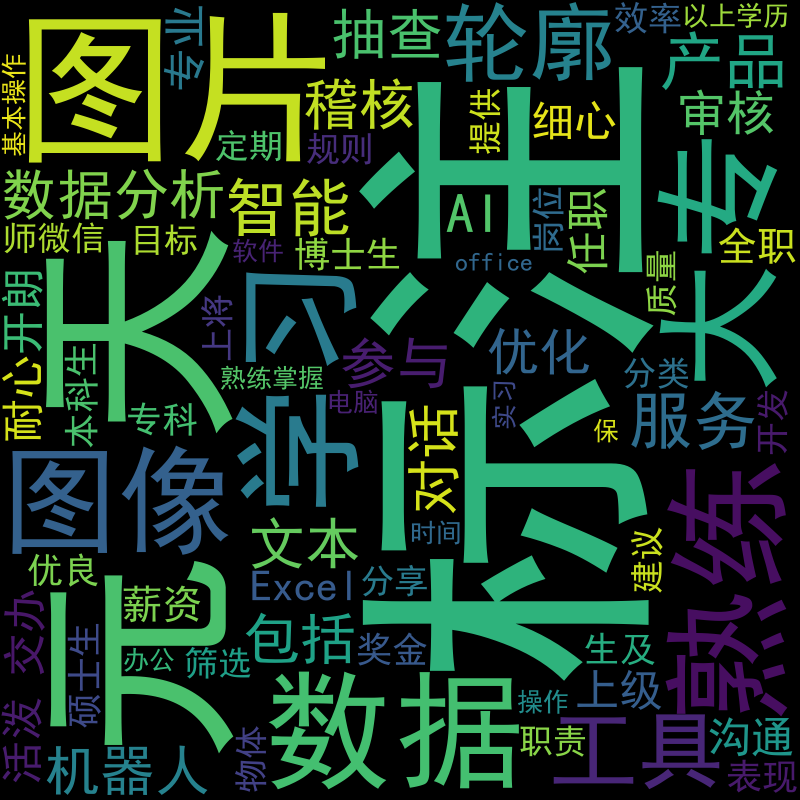 图片
专业
抽查
轮廓
效率
以上学历
基本操作
稽核
产品
提供
细心
审核
定期
规则
标注
数据分析
智能
AI
岗位
任职
大专
师微信
目标
软件
博士生
office
质量
全职
元/天
开朗
学习
上将
参与
优化
耐心
本科生
熟练掌握
电脑
实习
分类
专科
对话
服务
保
开发
图像
文本
时间
熟练
优良
Excel
分享
建议
交办
薪资
包括
奖金
生及
硕士生
办公
筛选
数据
操作
上级
活泼
机器人
物体
职责
工具
沟通
表现